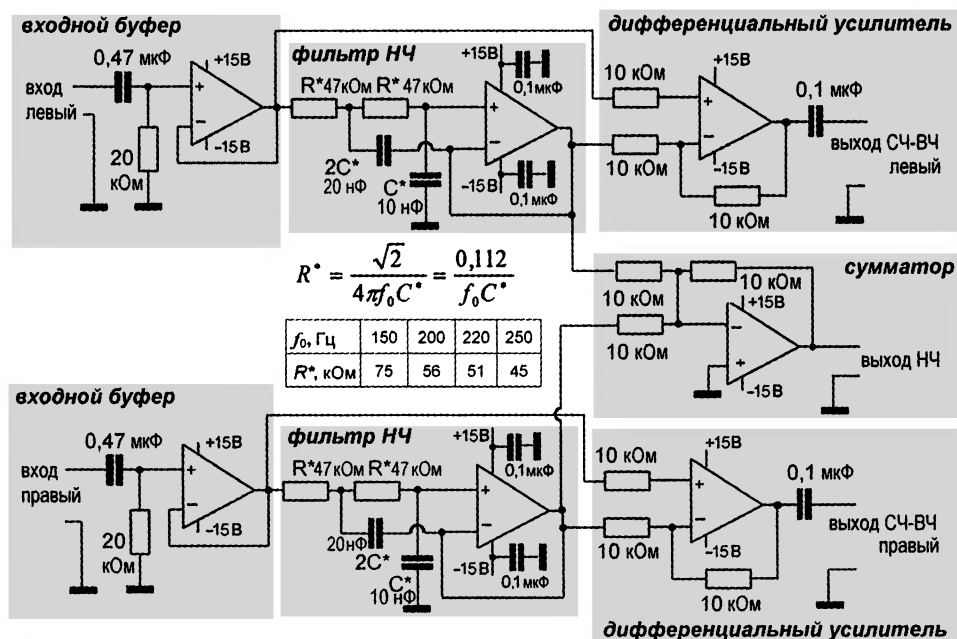 входной буфер
0,47 мкФ
+15В
вход
левый
20
кОм
–15В
фильтр НЧ
R*47кОм
R* 47кОм
+15В
0,1мкФ
2C*
20 нФ
C*
10 нФ
–15В
0,1мкФ
дифференциальный усилитель
10 кОм
+15В
0,1
мкФ
10 кОм
–15В
выход СЧ-ВЧ
левый
10 кОм
R* = √2 / 4πf₀C* = 0,112 / f₀C*
f₀, Гц 150 200 220 250
R*, кОм 75 56 51 45
сумматор
10 кОм
10 кОм
+15В
10 кОм
–15В
выход НЧ
входной буфер
0,47 мкФ
+15В
вход
правый
20
кОм
–15В
фильтр НЧ
R*47кОм
R*47кОм
+15В
0,1мкФ
20нФ
2C*
C*
10 нФ
–15В
0,1мкФ
10 кОм
+15В
0,1 мкФ
10 кОм
–15В
выход СЧ-ВЧ
правый
10 кОм
дифференциальный усилитель